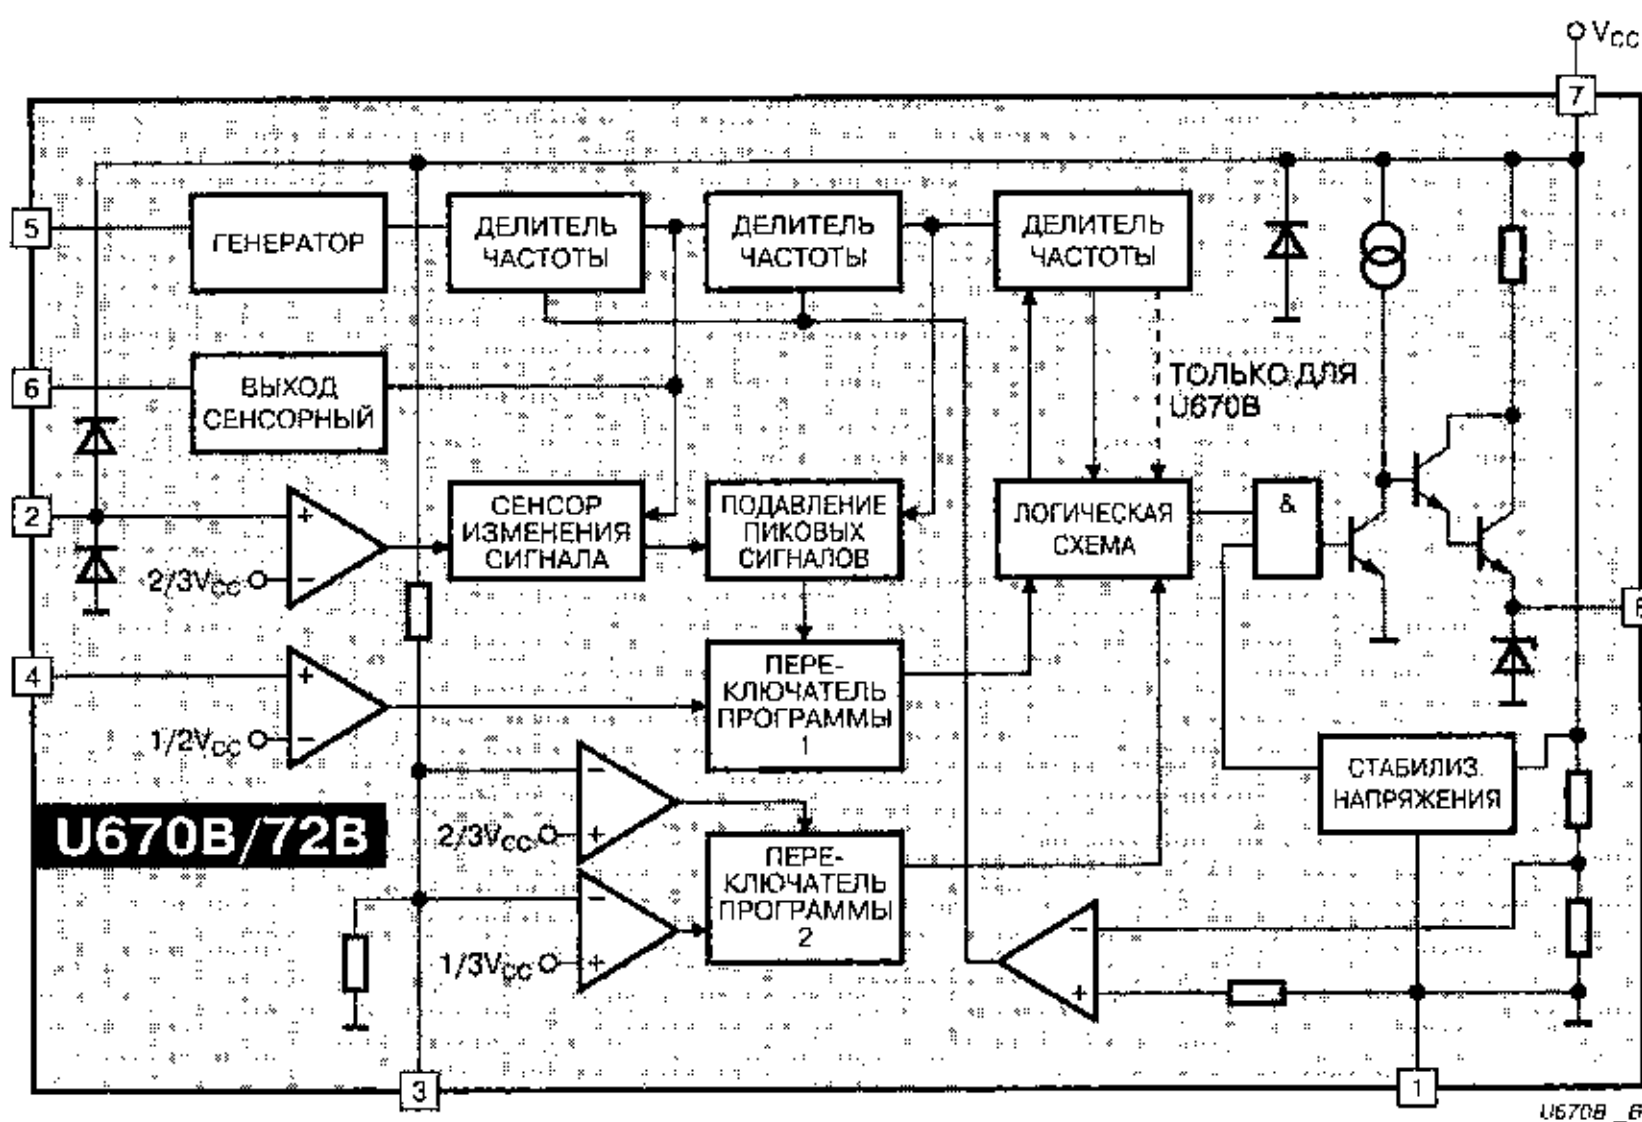 VCC
7
5
ГЕНЕРАТОР
ДЕЛИТЕЛЬ
ЧАСТОТЫ
ДЕЛИТЕЛЬ
ЧАСТОТЫ
ДЕЛИТЕЛЬ
ЧАСТОТЫ
6
ВЫХОД
СЕНСОРНЫЙ
ТОЛЬКО ДЛЯ
U670B
2
+
2/3VCC
−
СЕНСОР
ИЗМЕНЕНИЯ
СИГНАЛА
ПОДАВЛЕНИЕ
ПИКОВЫХ
СИГНАЛОВ
ЛОГИЧЕСКАЯ
СХЕМА
&
4
+
1/2VCC
−
ПЕРЕ-
КЛЮЧАТЕЛЬ
ПРОГРАММЫ
1
−
2/3VCC
+
U670B/72B
ПЕРЕ-
КЛЮЧАТЕЛЬ
ПРОГРАММЫ
2
−
1/3VCC
+
СТАБИЛИЗ.
НАПРЯЖЕНИЯ
-
+
3
1